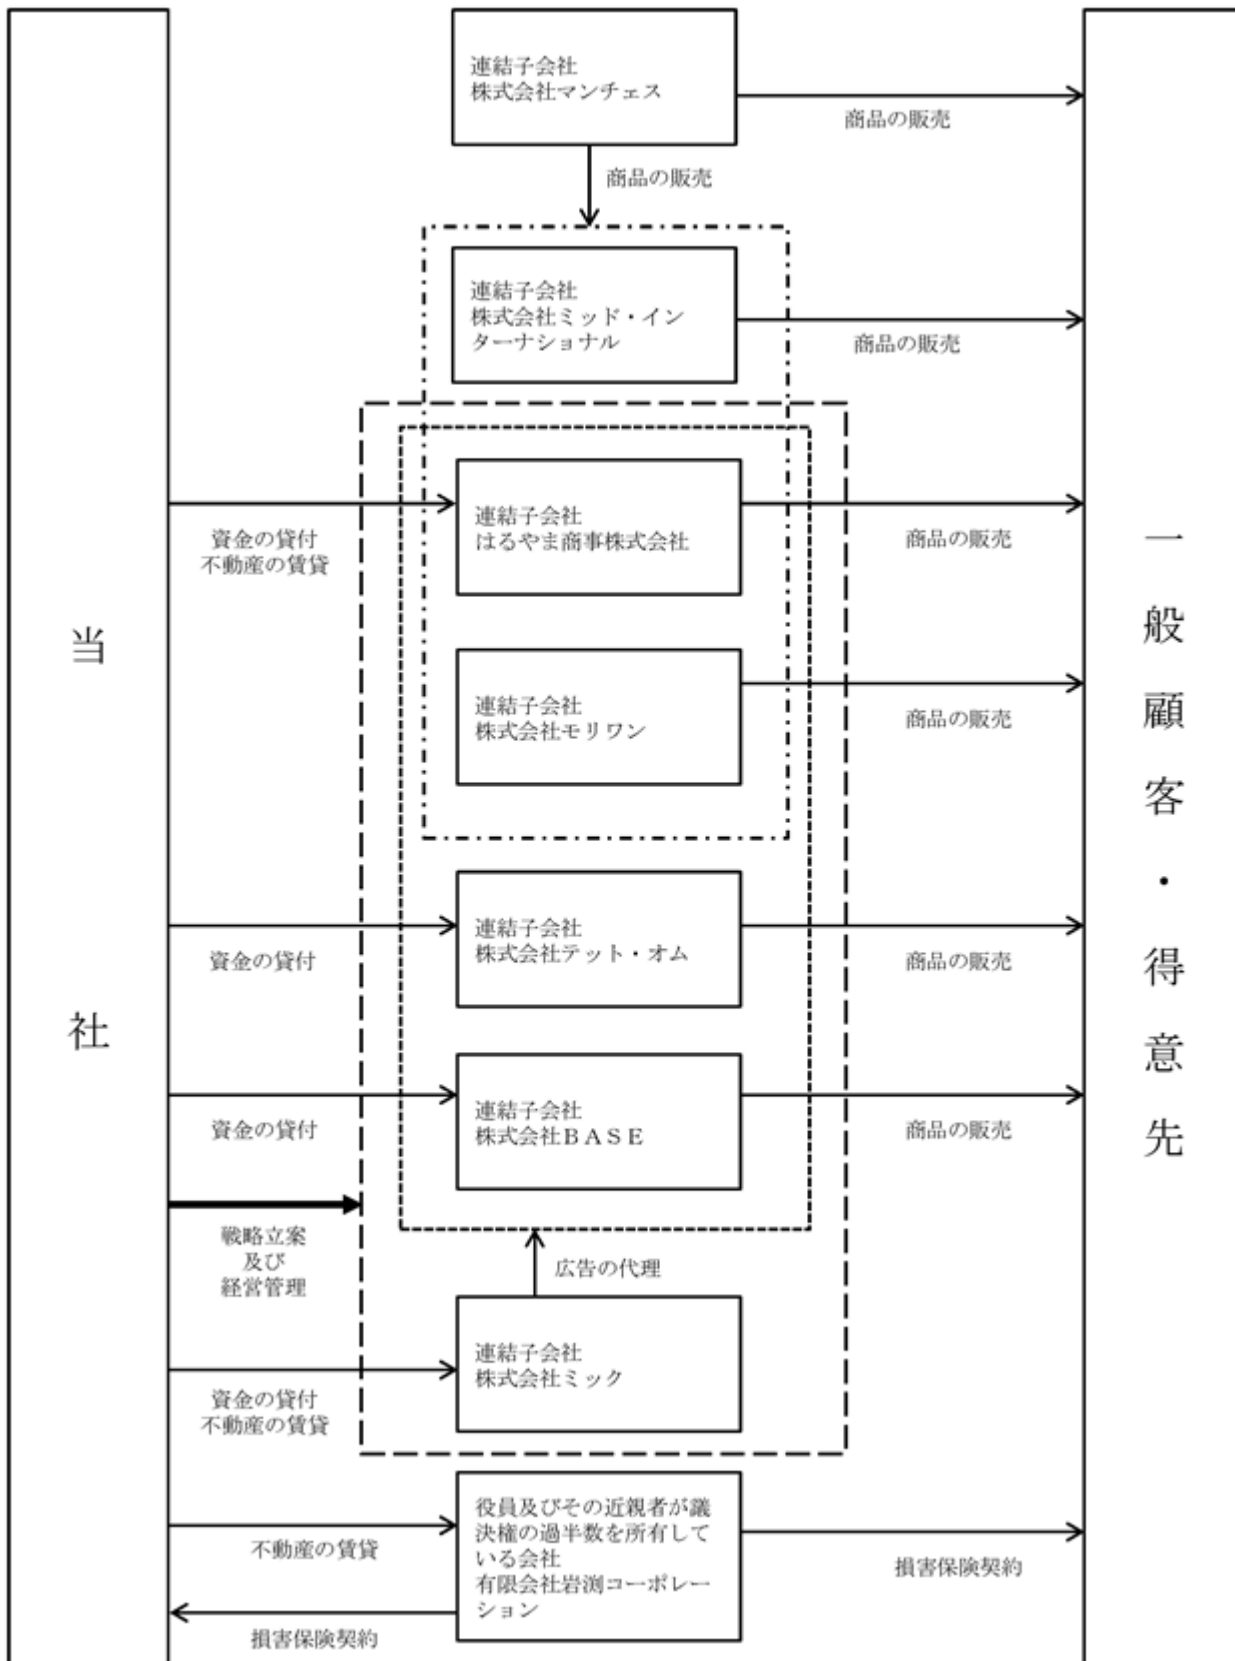 連結子会社
株式会社マンチェス
商品の販売
商品の販売
連結子会社
株式会社ミッド・イン
ターナショナル
商品の販売
連結子会社
はるやま商事株式会社
資金の貸付
不動産の賃貸
商品の販売
当社
一般顧客・得意先
連結子会社
株式会社モリワン
商品の販売
連結子会社
株式会社テット・オム
資金の貸付
商品の販売
連結子会社
株式会社ＢＡＳＥ
資金の貸付
商品の販売
戦略立案
及び
経営管理
広告の代理
連結子会社
株式会社ミック
資金の貸付
不動産の賃貸
役員及びその近親者が議
決権の過半数を所有して
いる会社
有限会社岩渕コーポレー
ション
不動産の賃貸
損害保険契約
損害保険契約